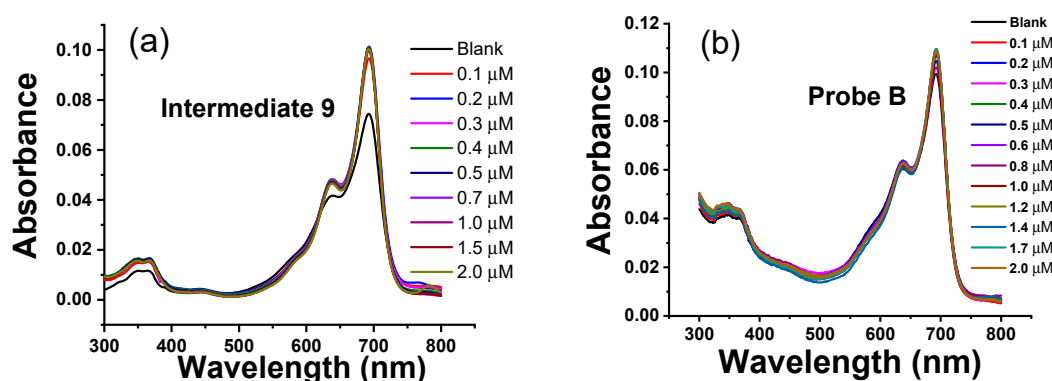 (a)
Intermediate 9
Absorbance
0.10
0.08
0.06
0.04
0.02
0.00
300 400 500 600 700 800
Wavelength (nm)
Blank
0.1 μM
0.2 μM
0.3 μM
0.4 μM
0.5 μM
0.7 μM
1.0 μM
1.5 μM
2.0 μM
(b)
Probe B
Absorbance
0.12
0.10
0.08
0.06
0.04
0.02
0.00
300 400 500 600 700 800
Wavelength (nm)
Blank
0.1 μM
0.2 μM
0.3 μM
0.4 μM
0.5 μM
0.6 μM
0.8 μM
1.0 μM
1.2 μM
1.4 μM
1.7 μM
2.0 μM